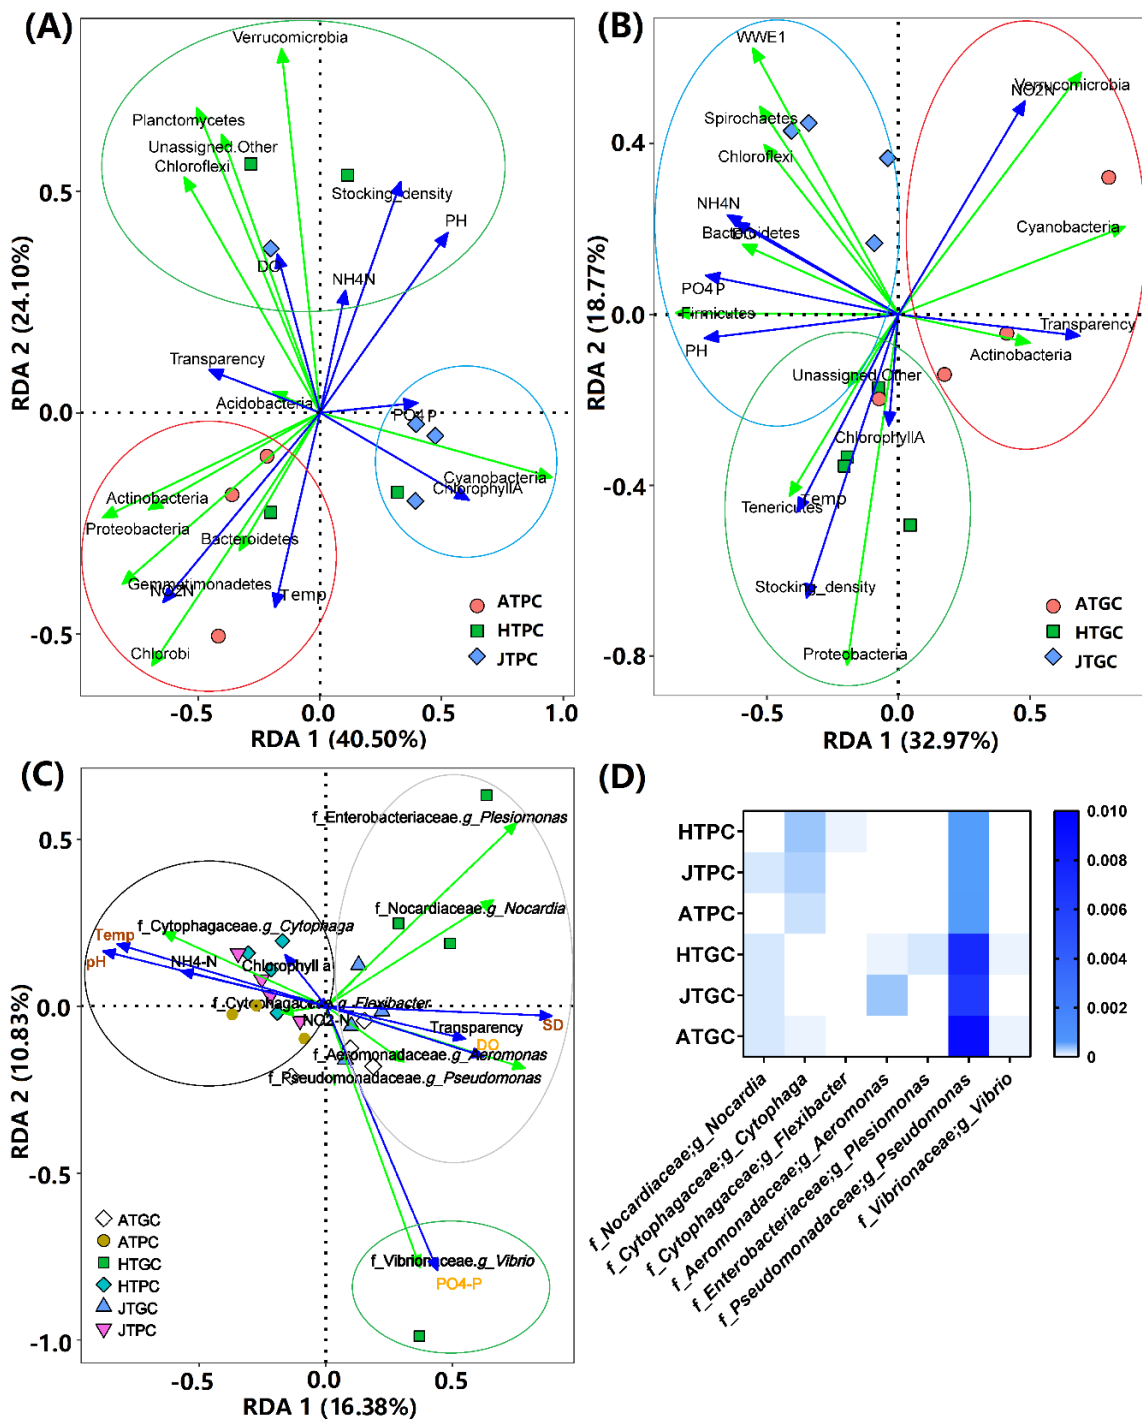 (A)
Verrucomicrobia
Planctomycetes
Unassigned.Other
Chloroflexi
Stocking_density
PH
DO
NH4N
Transparency
Acidobacteria
PO4P
Cyanobacteria
ChlorophyllA
Actinobacteria
Proteobacteria
Bacteroidetes
Gemmatimonadetes
NO2N
Temp
Chlorobi
ATPC
HTPC
JTPC
0.5
0.0
-0.5
RDA 2 (24.10%)
-0.5
0.0
0.5
1.0
RDA 1 (40.50%)
(B)
WWE1
Verrucomicrobia
NO2N
Spirochaetes
Chloroflexi
NH4N
Bacteroidetes
Cyanobacteria
PO4P
Firmicutes
Transparency
PH
Actinobacteria
Unassigned.Other
ChlorophyllA
Temp
Tenericutes
Stocking_density
Proteobacteria
ATGC
HTGC
JTGC
0.4
0.0
-0.4
-0.8
RDA 2 (18.77%)
-0.5
0.0
0.5
RDA 1 (32.97%)
(C)
f_Enterobacteriaceae.g_Plesiomonas
f_Nocardiaceae.g_Nocardia
f_Cytophagaceae.g_Cytophaga
Temp
pH
NH4-N
Chlorophyll a
f_Cytophagaceae.g_Flexibacter
NO2-N
Transparency
SD
DO
f_Aeromonadaceae.g_Aeromonas
f_Pseudomonadaceae.g_Pseudomonas
f_Vibrionaceae.g_Vibrio
PO4-P
ATGC
ATPC
HTGC
HTPC
JTGC
JTPC
0.5
0.0
-0.5
-1.0
RDA 2 (10.83%)
-0.5
0.0
0.5
RDA 1 (16.38%)
(D)
HTPC
JTPC
ATPC
HTGC
JTGC
ATGC
0.010
0.008
0.006
0.004
0.002
0
f_Nocardiaceae;g_Nocardia
f_Cytophagaceae;g_Cytophaga
f_Cytophagaceae;g_Flexibacter
f_Aeromonadaceae;g_Aeromonas
f_Enterobacteriaceae;g_Plesiomonas
f_Pseudomonadaceae;g_Pseudomonas
f_Vibrionaceae;g_Vibrio